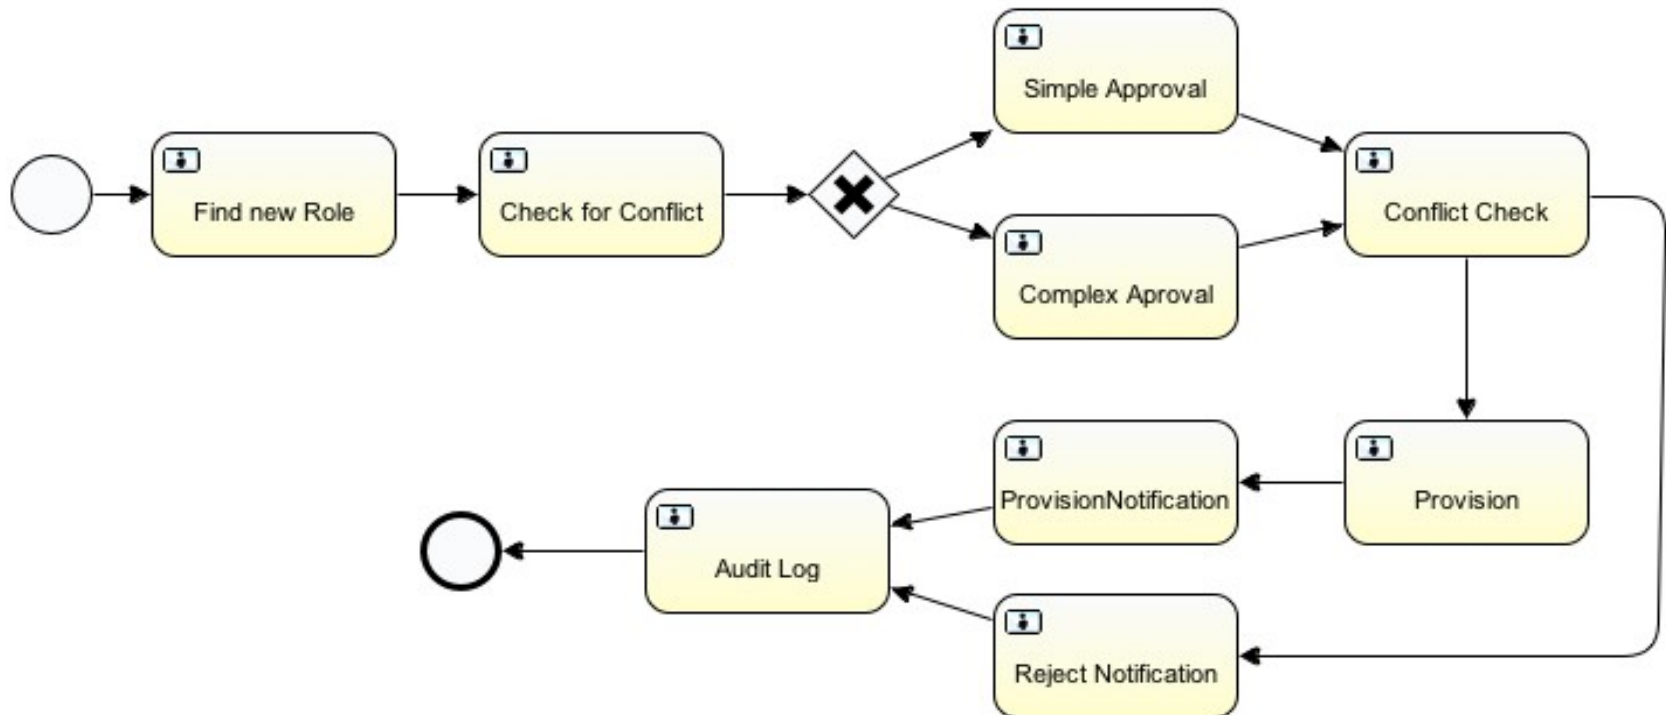 Simple Approval
Find new Role
Check for Conflict
Conflict Check
Complex Aproval
ProvisionNotification
Provision
Audit Log
Reject Notification